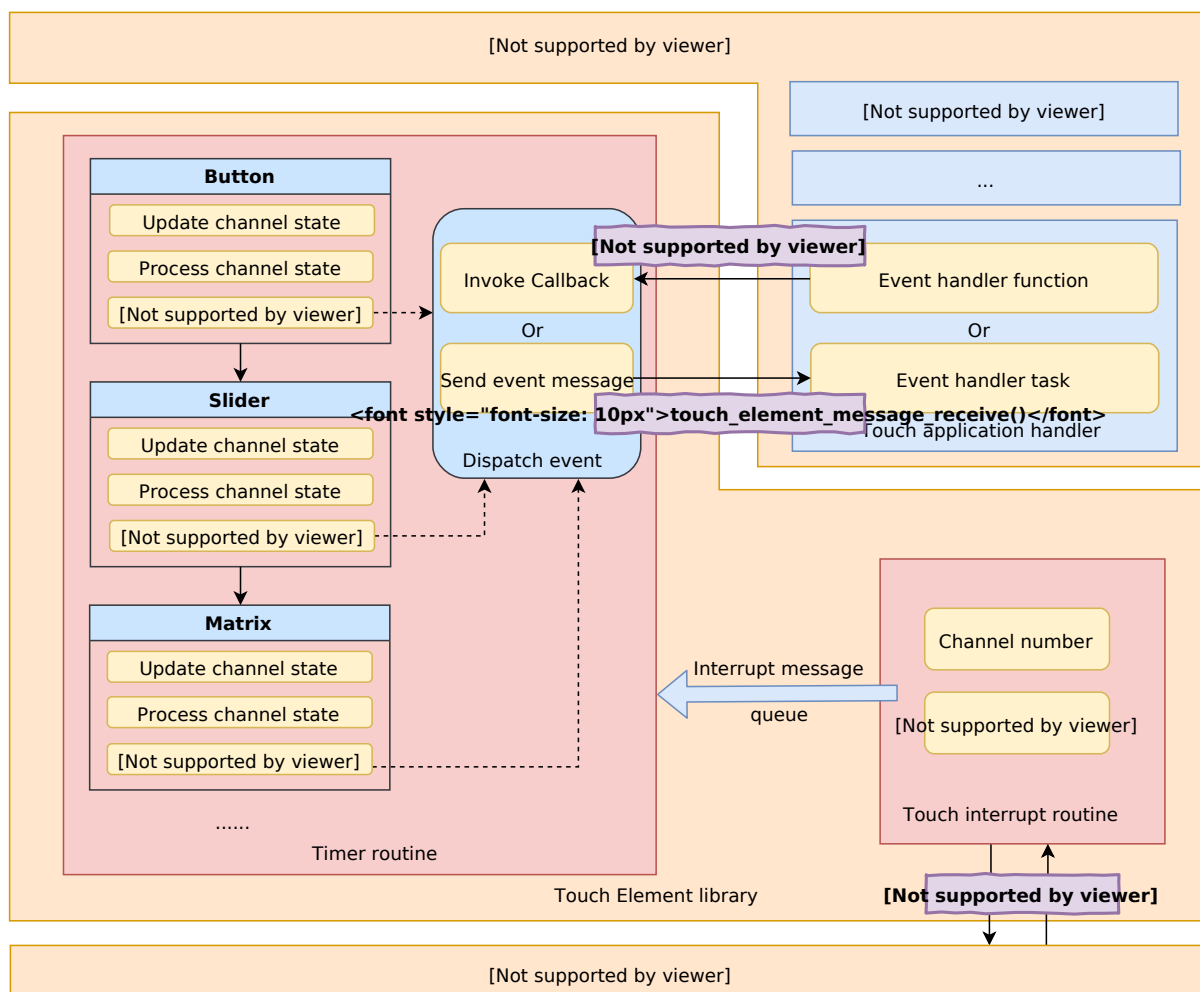 [Not supported by viewer]
[Not supported by viewer]
...
Button
Update channel state
Process channel state
[Not supported by viewer]
Slider
Update channel state
Process channel state
[Not supported by viewer]
Matrix
Update channel state
Process channel state
[Not supported by viewer]
......
Timer routine
Invoke Callback
Or
Send event message
Dispatch event
[Not supported by viewer]
<font style="font-size: 10px">touch_element_message_receive()</font>
Event handler function
Or
Event handler task
Touch application handler
Interrupt message
queue
Channel number
[Not supported by viewer]
Touch interrupt routine
[Not supported by viewer]
Touch Element library
[Not supported by viewer]